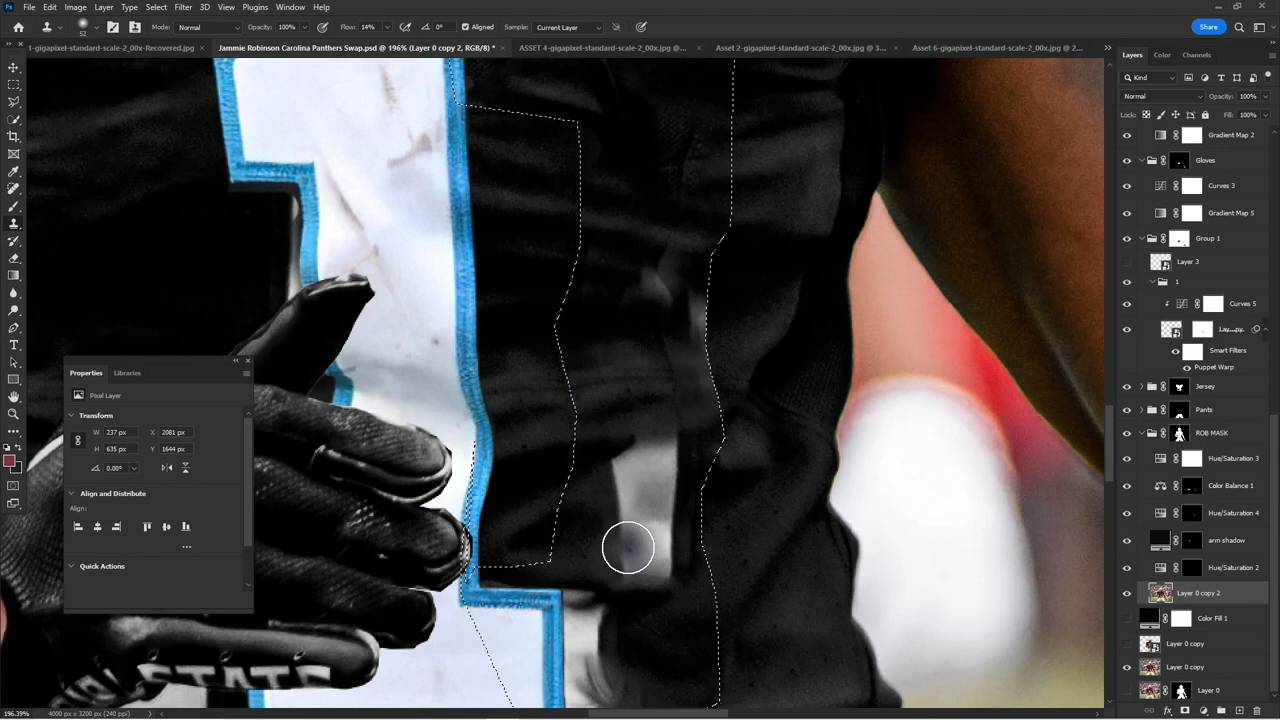 File Edit Image Layer Type Select Filter 3D View Plugins Window Help
52 Mode: Normal Opacity: 100% Flow: 14% 0° Aligned Sample: Current Layer Share
1-gigapixel-standard-scale-2_00x-Recovered.jpg × Jammie Robinson Carolina Panthers Swap.psd @ 196% (Layer 0 copy 2, RGB/8) * × ASSET 4-gigapixel-standard-scale-2_00x.jpg @... × Asset 2-gigapixel-standard-scale-2_00x.jpg @ 3... × Asset 6-gigapixel-standard-scale-2_00x.jpg @ 2...
Layers Color Channels
Kind
Normal Opacity: 100%
Lock: Fill: 100%
Gradient Map 2
Gloves
Curves 3
Gradient Map 5
Group 1
Layer 3
1
Curves 5
Smart Filters
Puppet Warp
Jersey
Pants
ROB MASK
Hue/Saturation 3
Color Balance 1
Hue/Saturation 4
arm shadow
Hue/Saturation 2
Layer 0 copy 2
Color Fill 1
Layer 0 copy
Layer 0 copy
Layer 0
Properties Libraries
Pixel Layer
Transform
W 237 px X 2081 px
H 635 px Y 1644 px
0.00°
Align and Distribute
Align:
Quick Actions
STATE
196.39% 4000 px x 3200 px (240 ppi)